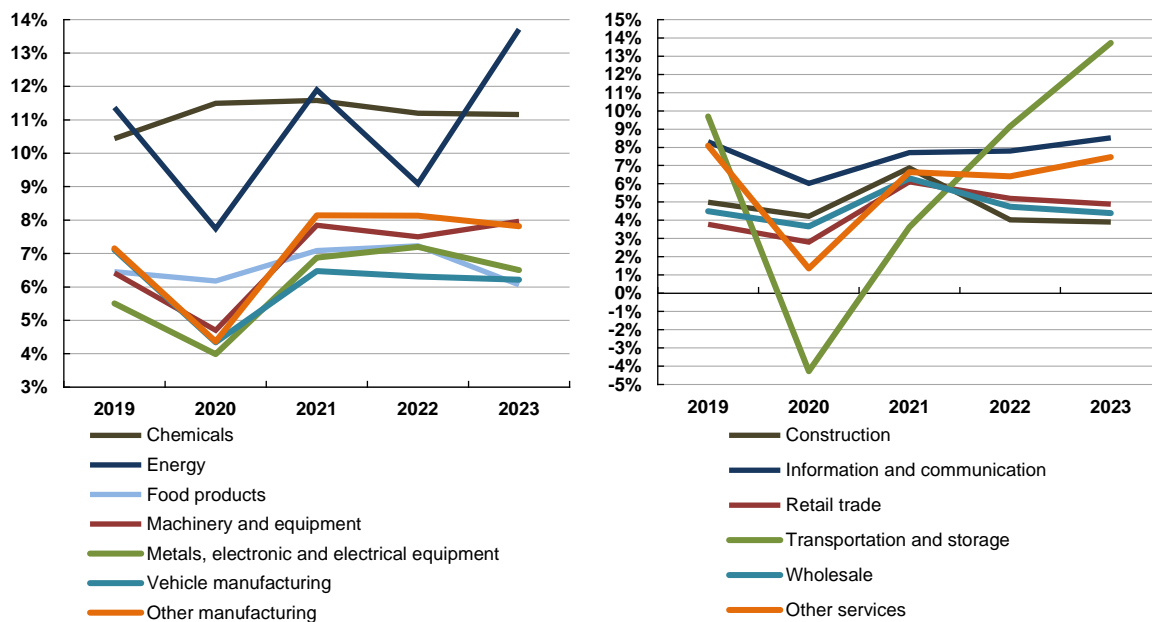 14%
13%
12%
11%
10%
9%
8%
7%
6%
5%
4%
3%
2019 2020 2021 2022 2023
Chemicals
Energy
Food products
Machinery and equipment
Metals, electronic and electrical equipment
Vehicle manufacturing
Other manufacturing
15%
14%
13%
12%
11%
10%
9%
8%
7%
6%
5%
4%
3%
2%
1%
0%
-1%
-2%
-3%
-4%
-5%
2019 2020 2021 2022 2023
Construction
Information and communication
Retail trade
Transportation and storage
Wholesale
Other services